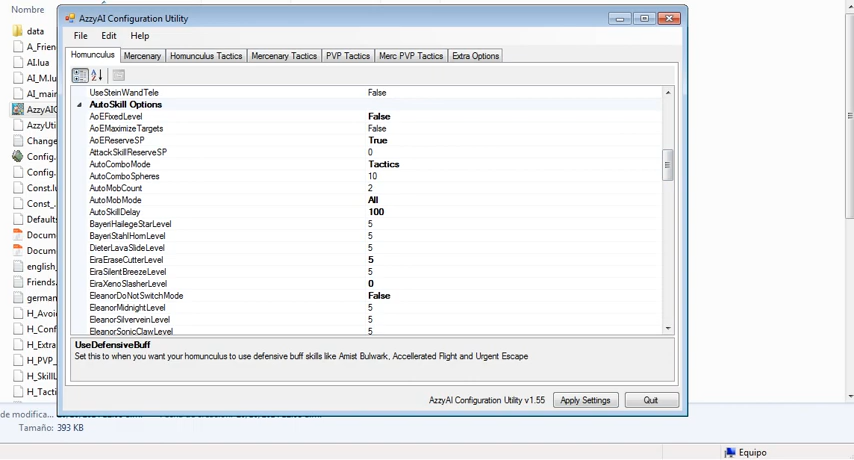 Nombre
data
A_Frien
AI.lua
AI_M.lu
AI_mai
AzzyAIC
AzzyUti
Change
Config.
Config.
Const.lu
Const_.
Defaults
Docum
Docum
english_
Friends.
german
H_Avoi
H_Conf
H_Extra
H_PVP_
H_SkillL
H_Tacti
AzzyAI Configuration Utility
File Edit Help
Homunculus Mercenary Homunculus Tactics Mercenary Tactics PVP Tactics Merc PVP Tactics Extra Options
UseSteinWandTele False
AutoSkill Options
AoEFixedLevel False
AoEMaximizeTargets False
AoEReserveSP True
AttackSkillReserveSP 0
AutoComboMode Tactics
AutoComboSpheres 10
AutoMobCount 2
AutoMobMode All
AutoSkillDelay 100
BayeriHailegeStarLevel 5
BayeriStahlHornLevel 5
DieterLavaSlideLevel 5
EiraEraseCutterLevel 5
EiraSilentBreezeLevel 5
EiraXenoSlasherLevel 0
EleanorDoNotSwitchMode False
EleanorMidnightLevel 5
EleanorSilverveinLevel 5
EleanorSonicClawLevel 5
UseDefensiveBuff
Set this to when you want your homunculus to use defensive buff skills like Amist Bulwark, Accellerated Flight and Urgent Escape
AzzyAI Configuration Utility v1.55 Apply Settings Quit
de modifica...
Tamaño: 393 KB
Equipo